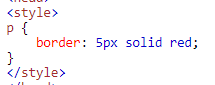 <style>
p {
    border: 5px solid red;
}
</style>